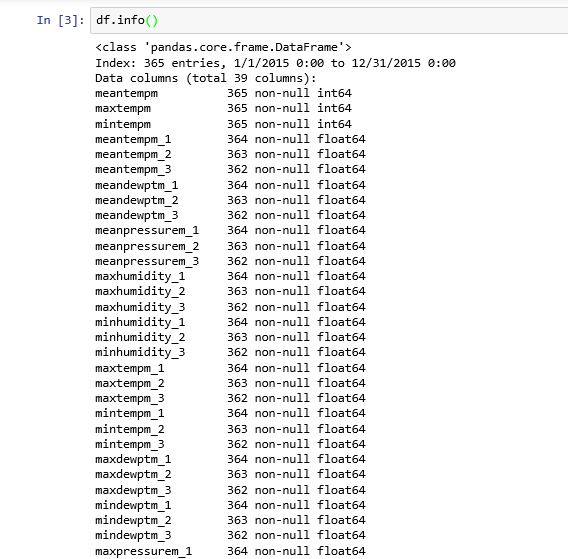 In [3]: df.info()
<class 'pandas.core.frame.DataFrame'>
Index: 365 entries, 1/1/2015 0:00 to 12/31/2015 0:00
Data columns (total 39 columns):
meantempm 365 non-null int64
maxtempm 365 non-null int64
mintempm 365 non-null int64
meantempm_1 364 non-null float64
meantempm_2 363 non-null float64
meantempm_3 362 non-null float64
meandewptm_1 364 non-null float64
meandewptm_2 363 non-null float64
meandewptm_3 362 non-null float64
meanpressurem_1 364 non-null float64
meanpressurem_2 363 non-null float64
meanpressurem_3 362 non-null float64
maxhumidity_1 364 non-null float64
maxhumidity_2 363 non-null float64
maxhumidity_3 362 non-null float64
minhumidity_1 364 non-null float64
minhumidity_2 363 non-null float64
minhumidity_3 362 non-null float64
maxtempm_1 364 non-null float64
maxtempm_2 363 non-null float64
maxtempm_3 362 non-null float64
mintempm_1 364 non-null float64
mintempm_2 363 non-null float64
mintempm_3 362 non-null float64
maxdewptm_1 364 non-null float64
maxdewptm_2 363 non-null float64
maxdewptm_3 362 non-null float64
mindewptm_1 364 non-null float64
mindewptm_2 363 non-null float64
mindewptm_3 362 non-null float64
maxpressurem_1 364 non-null float64